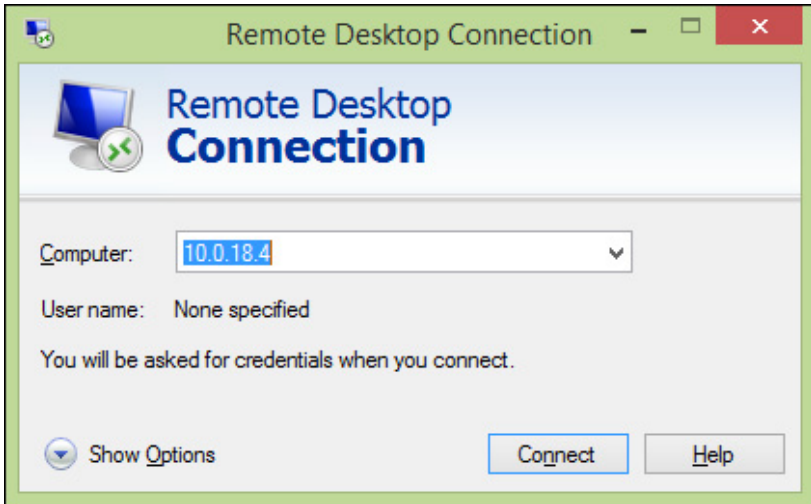 Remote Desktop Connection
Remote Desktop
Connection
Computer: 10.0.18.4
User name: None specified
You will be asked for credentials when you connect.
Show Options Connect Help